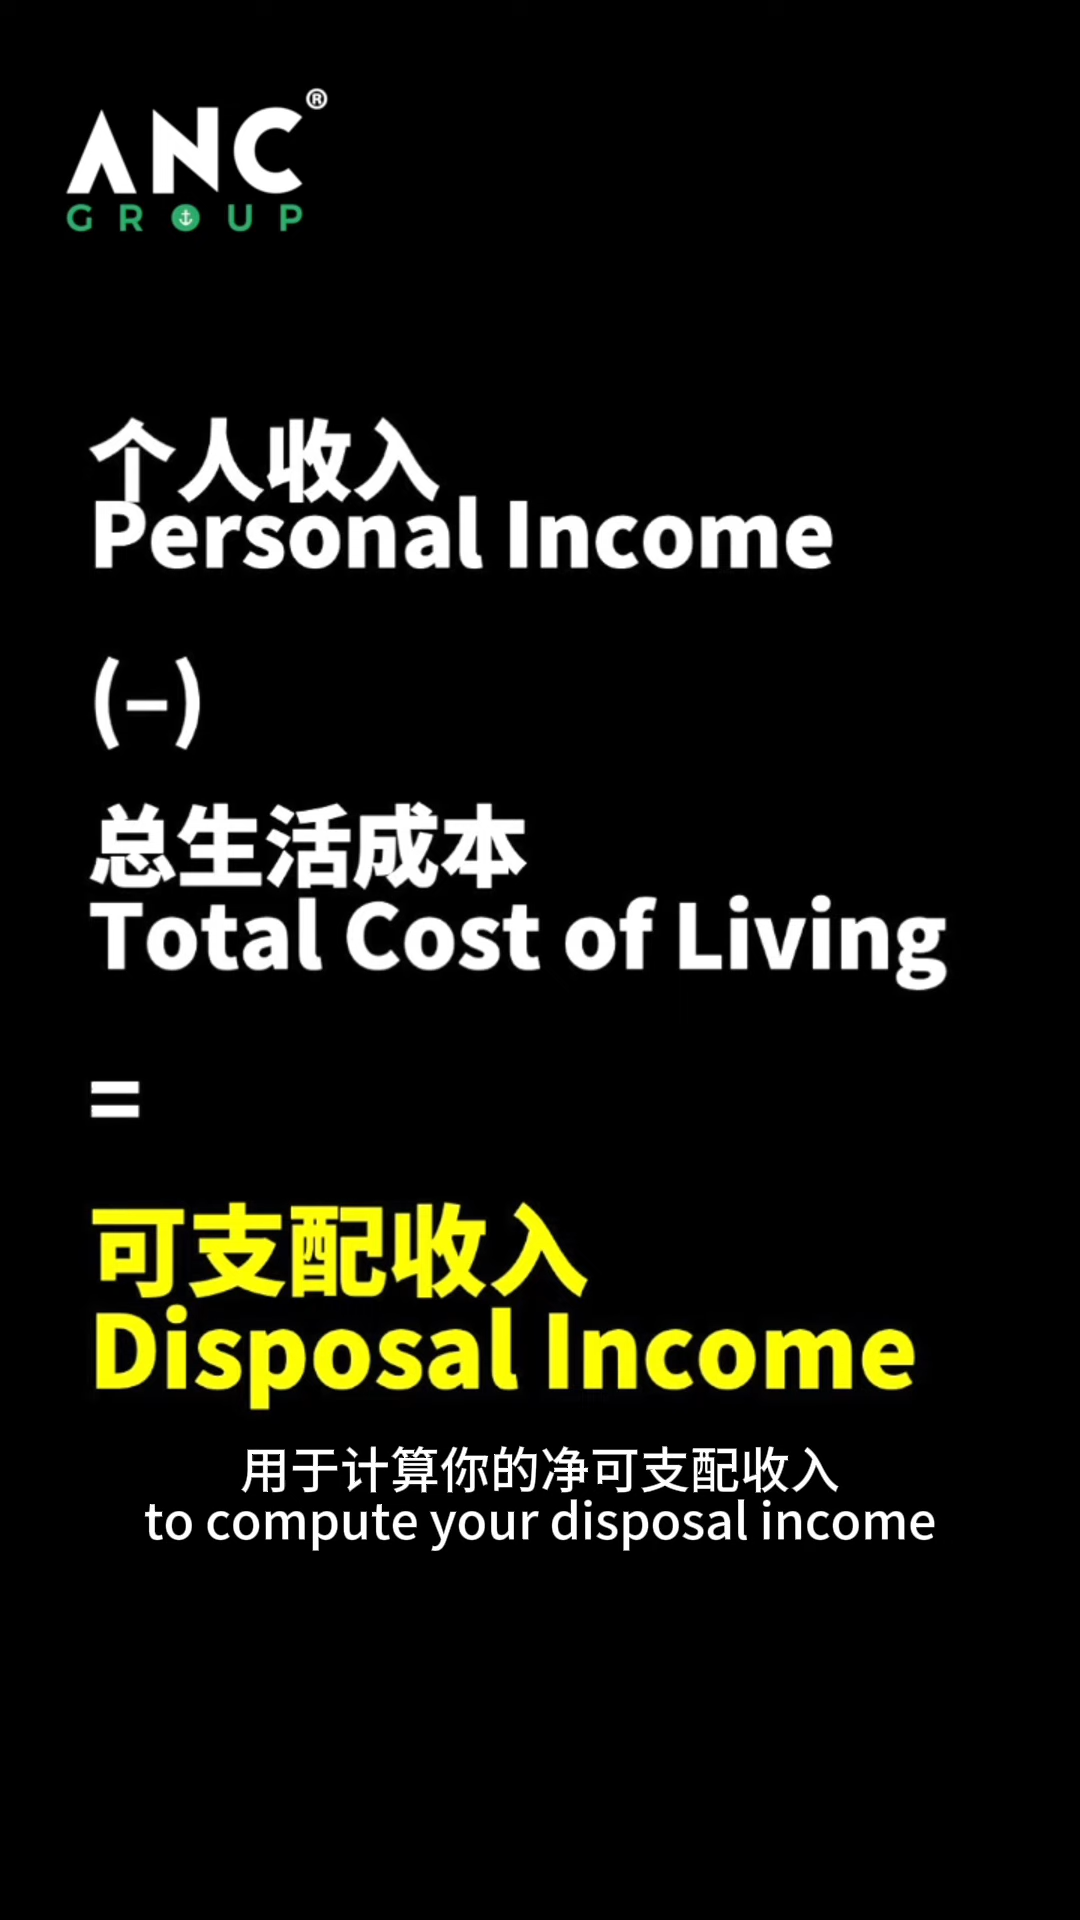 ANC®
GROUP
个人收入
Personal Income
(-)
总生活成本
Total Cost of Living
=
可支配收入
Disposal Income
用于计算你的净可支配收入
to compute your disposal income